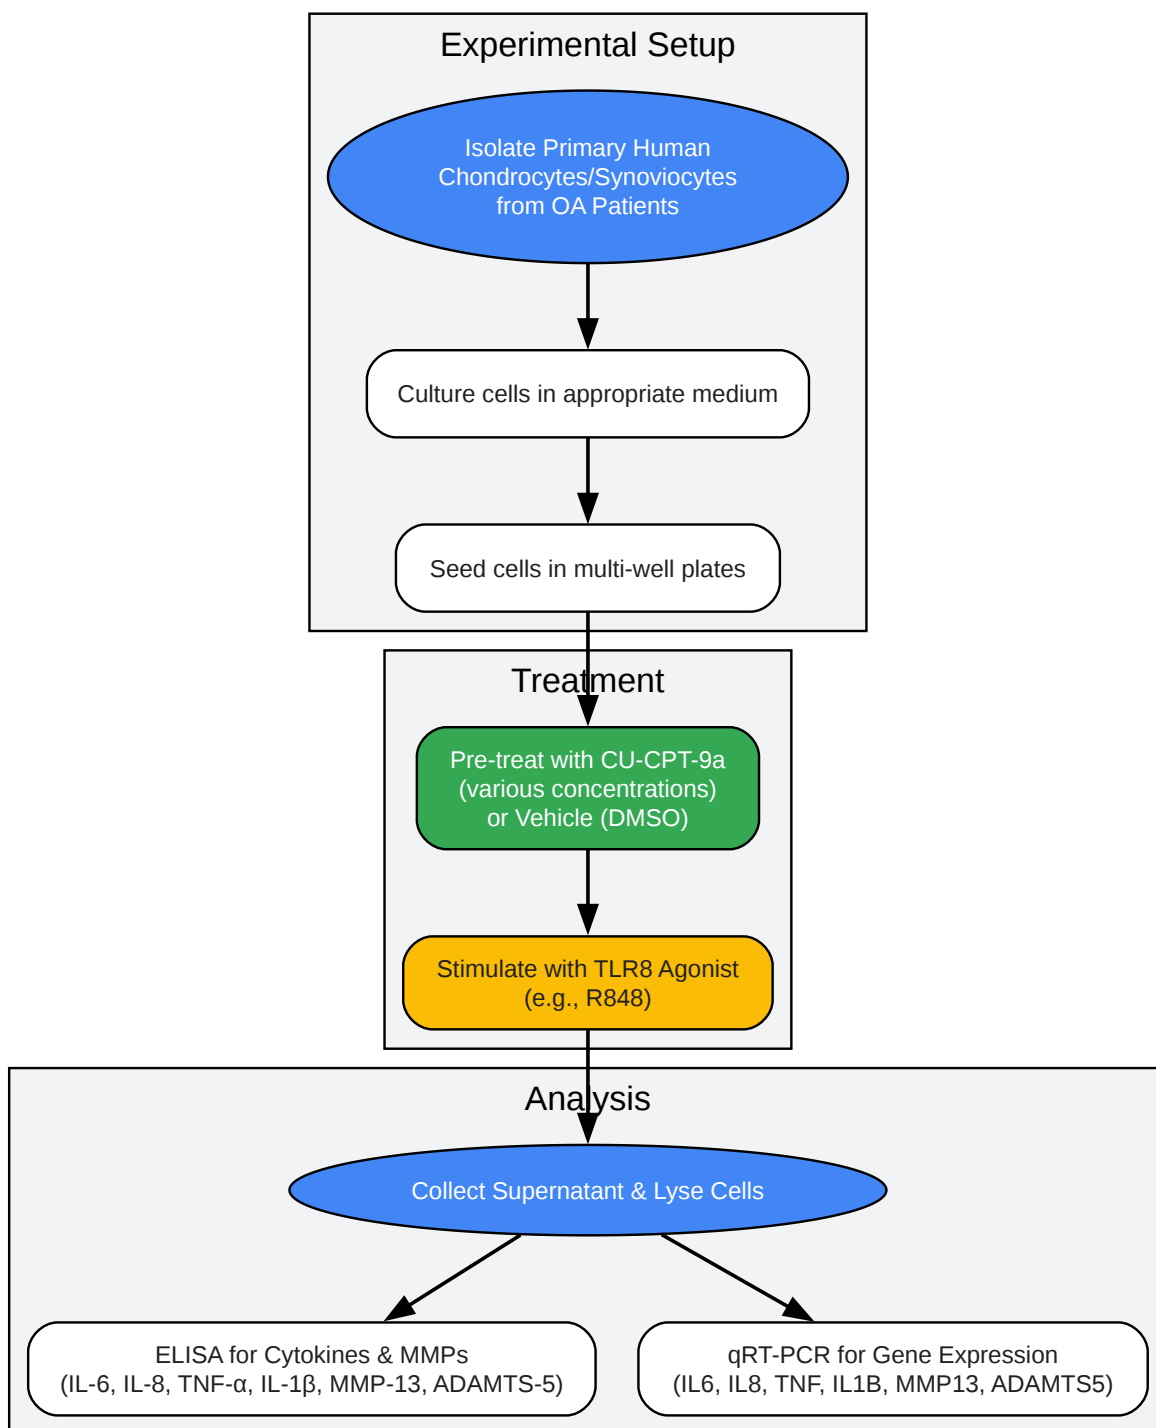 Experimental Setup
Isolate Primary Human
Chondrocytes/Synoviocytes
from OA Patients
Culture cells in appropriate medium
Seed cells in multi-well plates
Treatment
Pre-treat with CU-CPT-9a
(various concentrations)
or Vehicle (DMSO)
Stimulate with TLR8 Agonist
(e.g., R848)
Analysis
Collect Supernatant & Lyse Cells
ELISA for Cytokines & MMPs
(IL-6, IL-8, TNF-α, IL-1β, MMP-13, ADAMTS-5)
qRT-PCR for Gene Expression
(IL6, IL8, TNF, IL1B, MMP13, ADAMTS5)